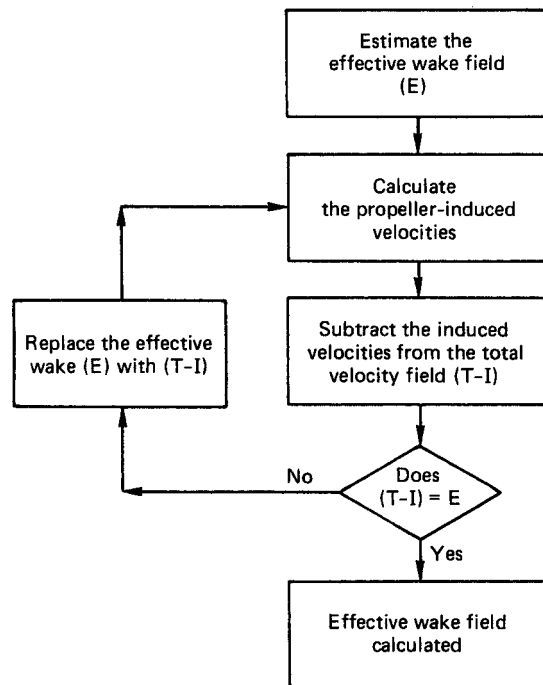 Estimate the
effective wake field
(E)
Calculate
the propeller-induced
velocities
Subtract the induced
velocities from the total
velocity field (T-I)
Replace the effective
wake (E) with (T-I)
Does
(T-I) = E
No
Yes
Effective wake field
calculated